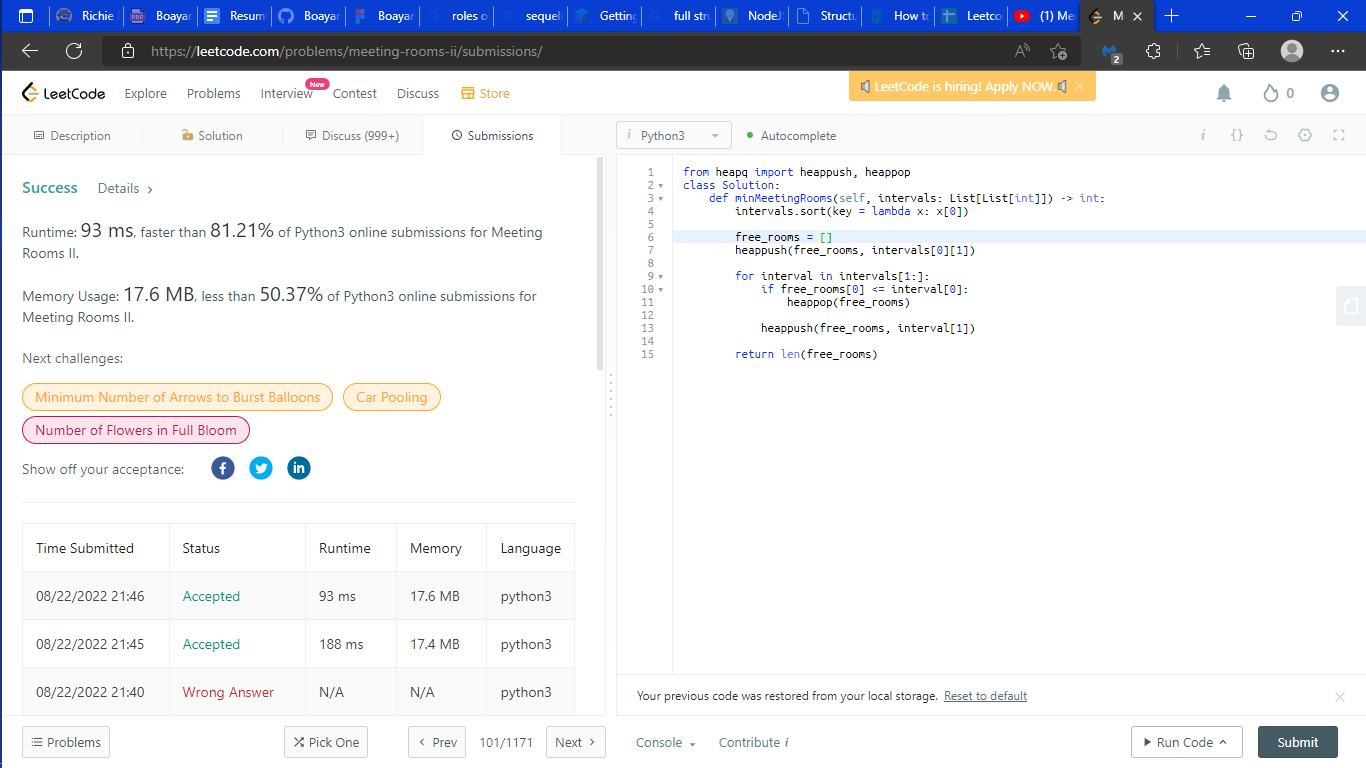 Richie
Boayar
Resum
Boayar
Boayar
roles o
sequeli
Getting
full stru
NodeJ
Structu
How to
Leetco
(1) Me
M
https://leetcode.com/problems/meeting-rooms-ii/submissions/
2
LeetCode
Explore
Problems
Interview
New
Contest
Discuss
Store
LeetCode is hiring! Apply NOW.
0
Description
Solution
Discuss (999+)
Submissions
i Python3
Autocomplete
i {}
Success
Details
Runtime: 93 ms, faster than 81.21% of Python3 online submissions for Meeting
Rooms II.
Memory Usage: 17.6 MB, less than 50.37% of Python3 online submissions for
Meeting Rooms II.
Next challenges:
Minimum Number of Arrows to Burst Balloons
Car Pooling
Number of Flowers in Full Bloom
Show off your acceptance:
Time Submitted Status Runtime Memory Language
08/22/2022 21:46 Accepted 93 ms 17.6 MB python3
08/22/2022 21:45 Accepted 188 ms 17.4 MB python3
08/22/2022 21:40 Wrong Answer N/A N/A python3
1 from heapq import heappush, heappop
2 class Solution:
3 def minMeetingRooms(self, intervals: List[List[int]]) -> int:
4 intervals.sort(key = lambda x: x[0])
5
6 free_rooms = []
7 heappush(free_rooms, intervals[0][1])
8
9 for interval in intervals[1:]:
10 if free_rooms[0] <= interval[0]:
11 heappop(free_rooms)
12
13 heappush(free_rooms, interval[1])
14
15 return len(free_rooms)
Your previous code was restored from your local storage. Reset to default
Problems
Pick One
Prev
101/1171
Next
Console
Contribute i
Run Code
Submit